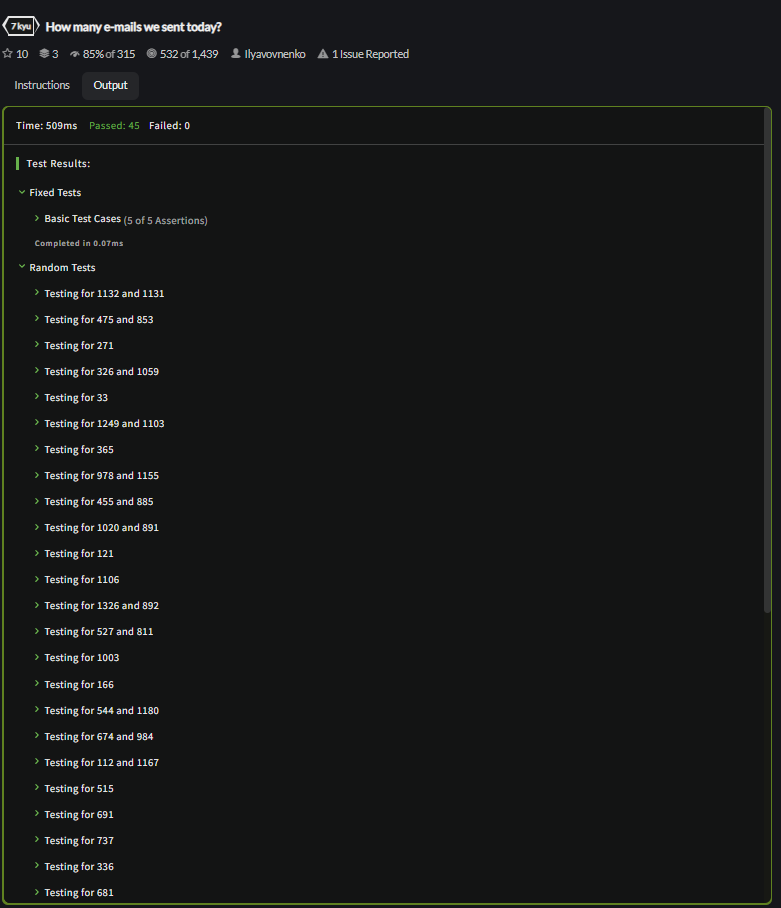 7 kyu How many e-mails we sent today?
10 3 85% of 315 532 of 1,439 Ilyavovnenko 1 Issue Reported
Instructions Output
Time: 509ms Passed: 45 Failed: 0
Test Results:
Fixed Tests
Basic Test Cases (5 of 5 Assertions)
Completed in 0.07ms
Random Tests
Testing for 1132 and 1131
Testing for 475 and 853
Testing for 271
Testing for 326 and 1059
Testing for 33
Testing for 1249 and 1103
Testing for 365
Testing for 978 and 1155
Testing for 455 and 885
Testing for 1020 and 891
Testing for 121
Testing for 1106
Testing for 1326 and 892
Testing for 527 and 811
Testing for 1003
Testing for 166
Testing for 544 and 1180
Testing for 674 and 984
Testing for 112 and 1167
Testing for 515
Testing for 691
Testing for 737
Testing for 336
Testing for 681